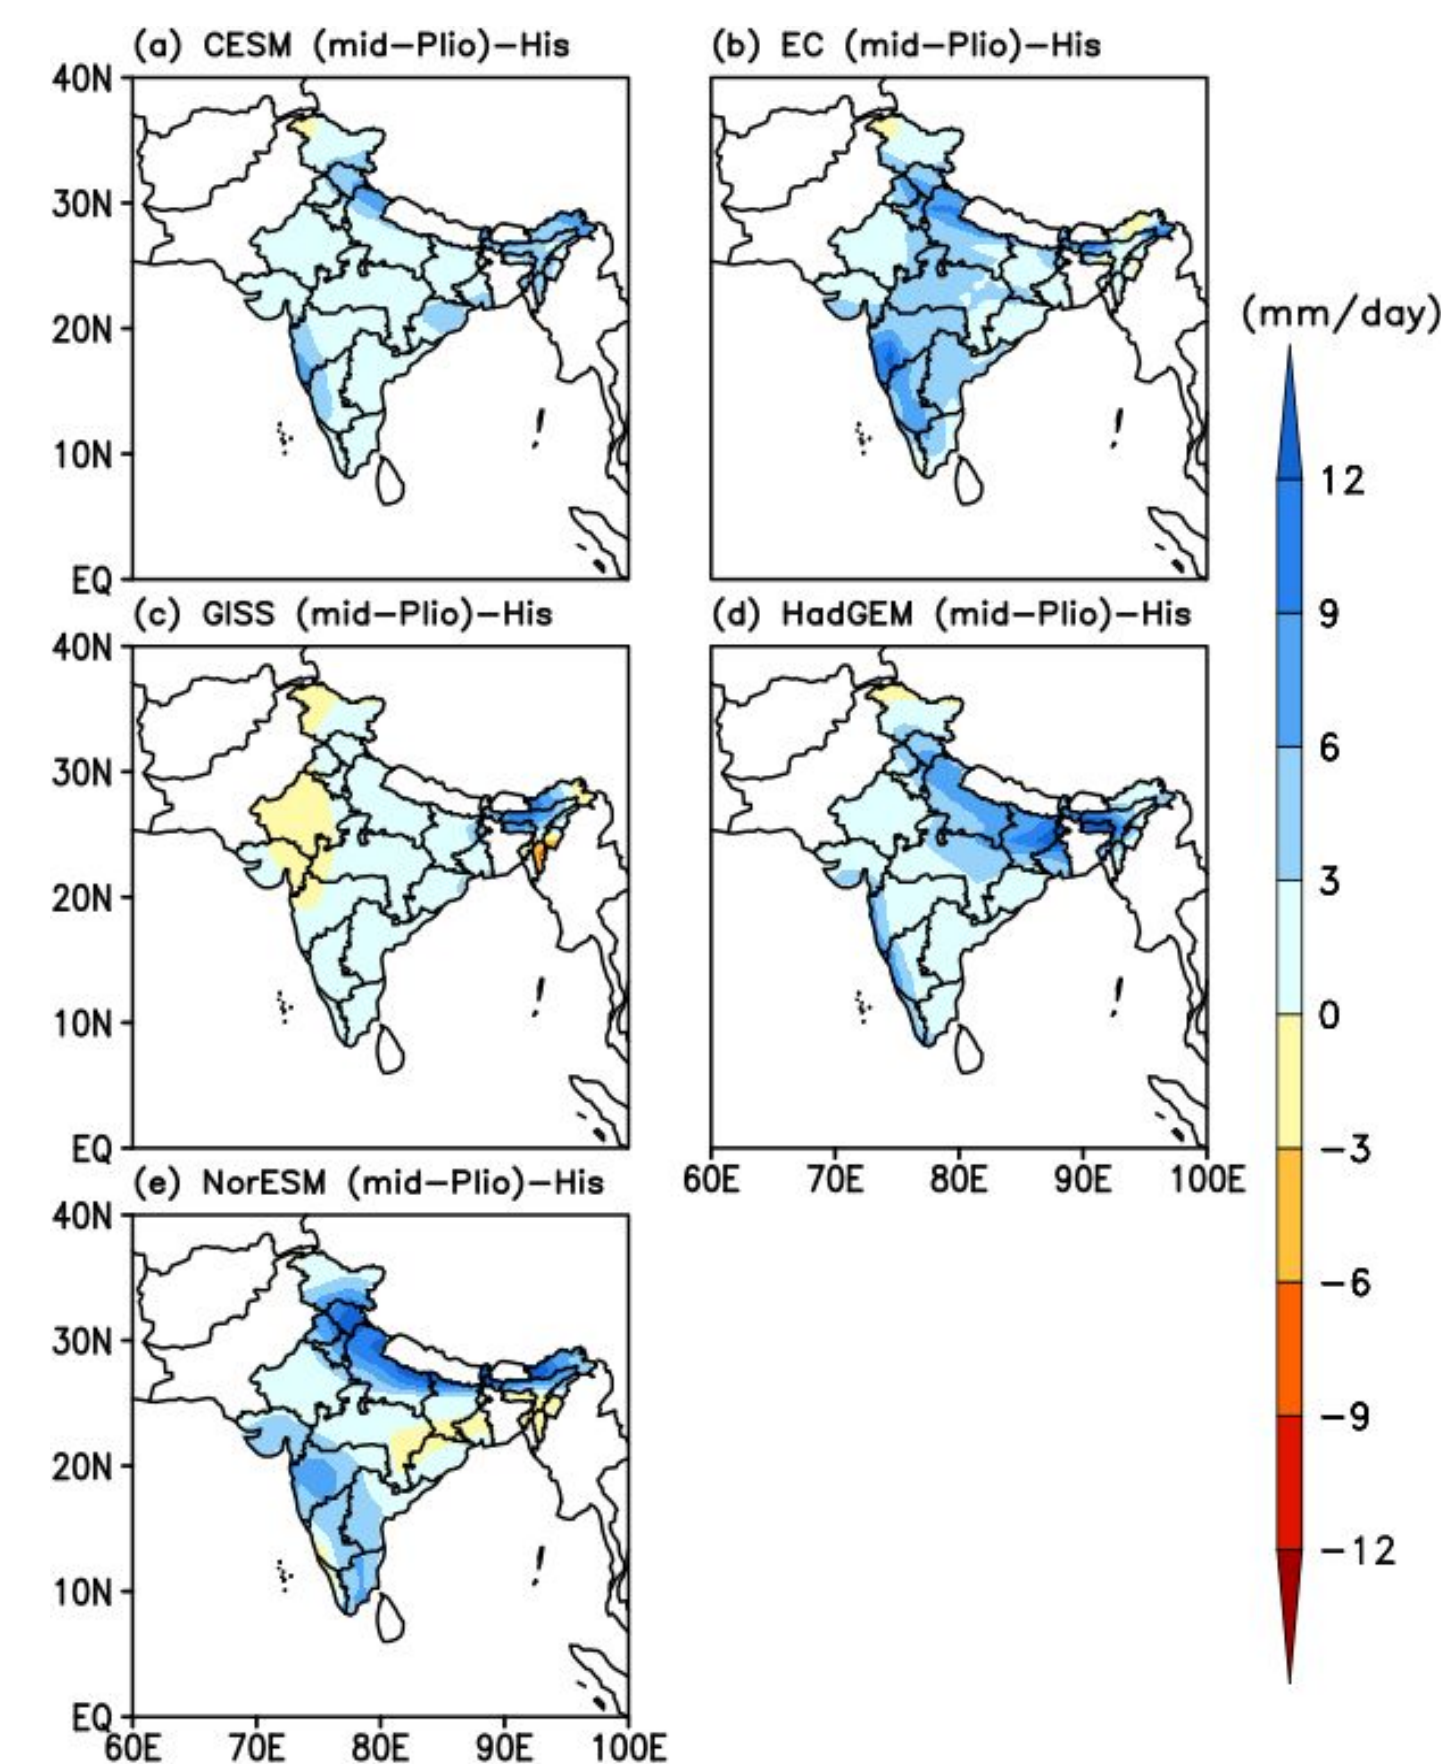 (a) CESM (mid−Plio)−His
(b) EC (mid−Plio)−His
40N
30N
20N
10N
EQ
(mm/day)
12
9
6
3
0
−3
−6
−9
−12
(c) GISS (mid−Plio)−His
(d) HadGEM (mid−Plio)−His
40N
30N
20N
10N
EQ
60E 70E 80E 90E 100E
(e) NorESM (mid−Plio)−His
40N
30N
20N
10N
EQ
60E 70E 80E 90E 100E